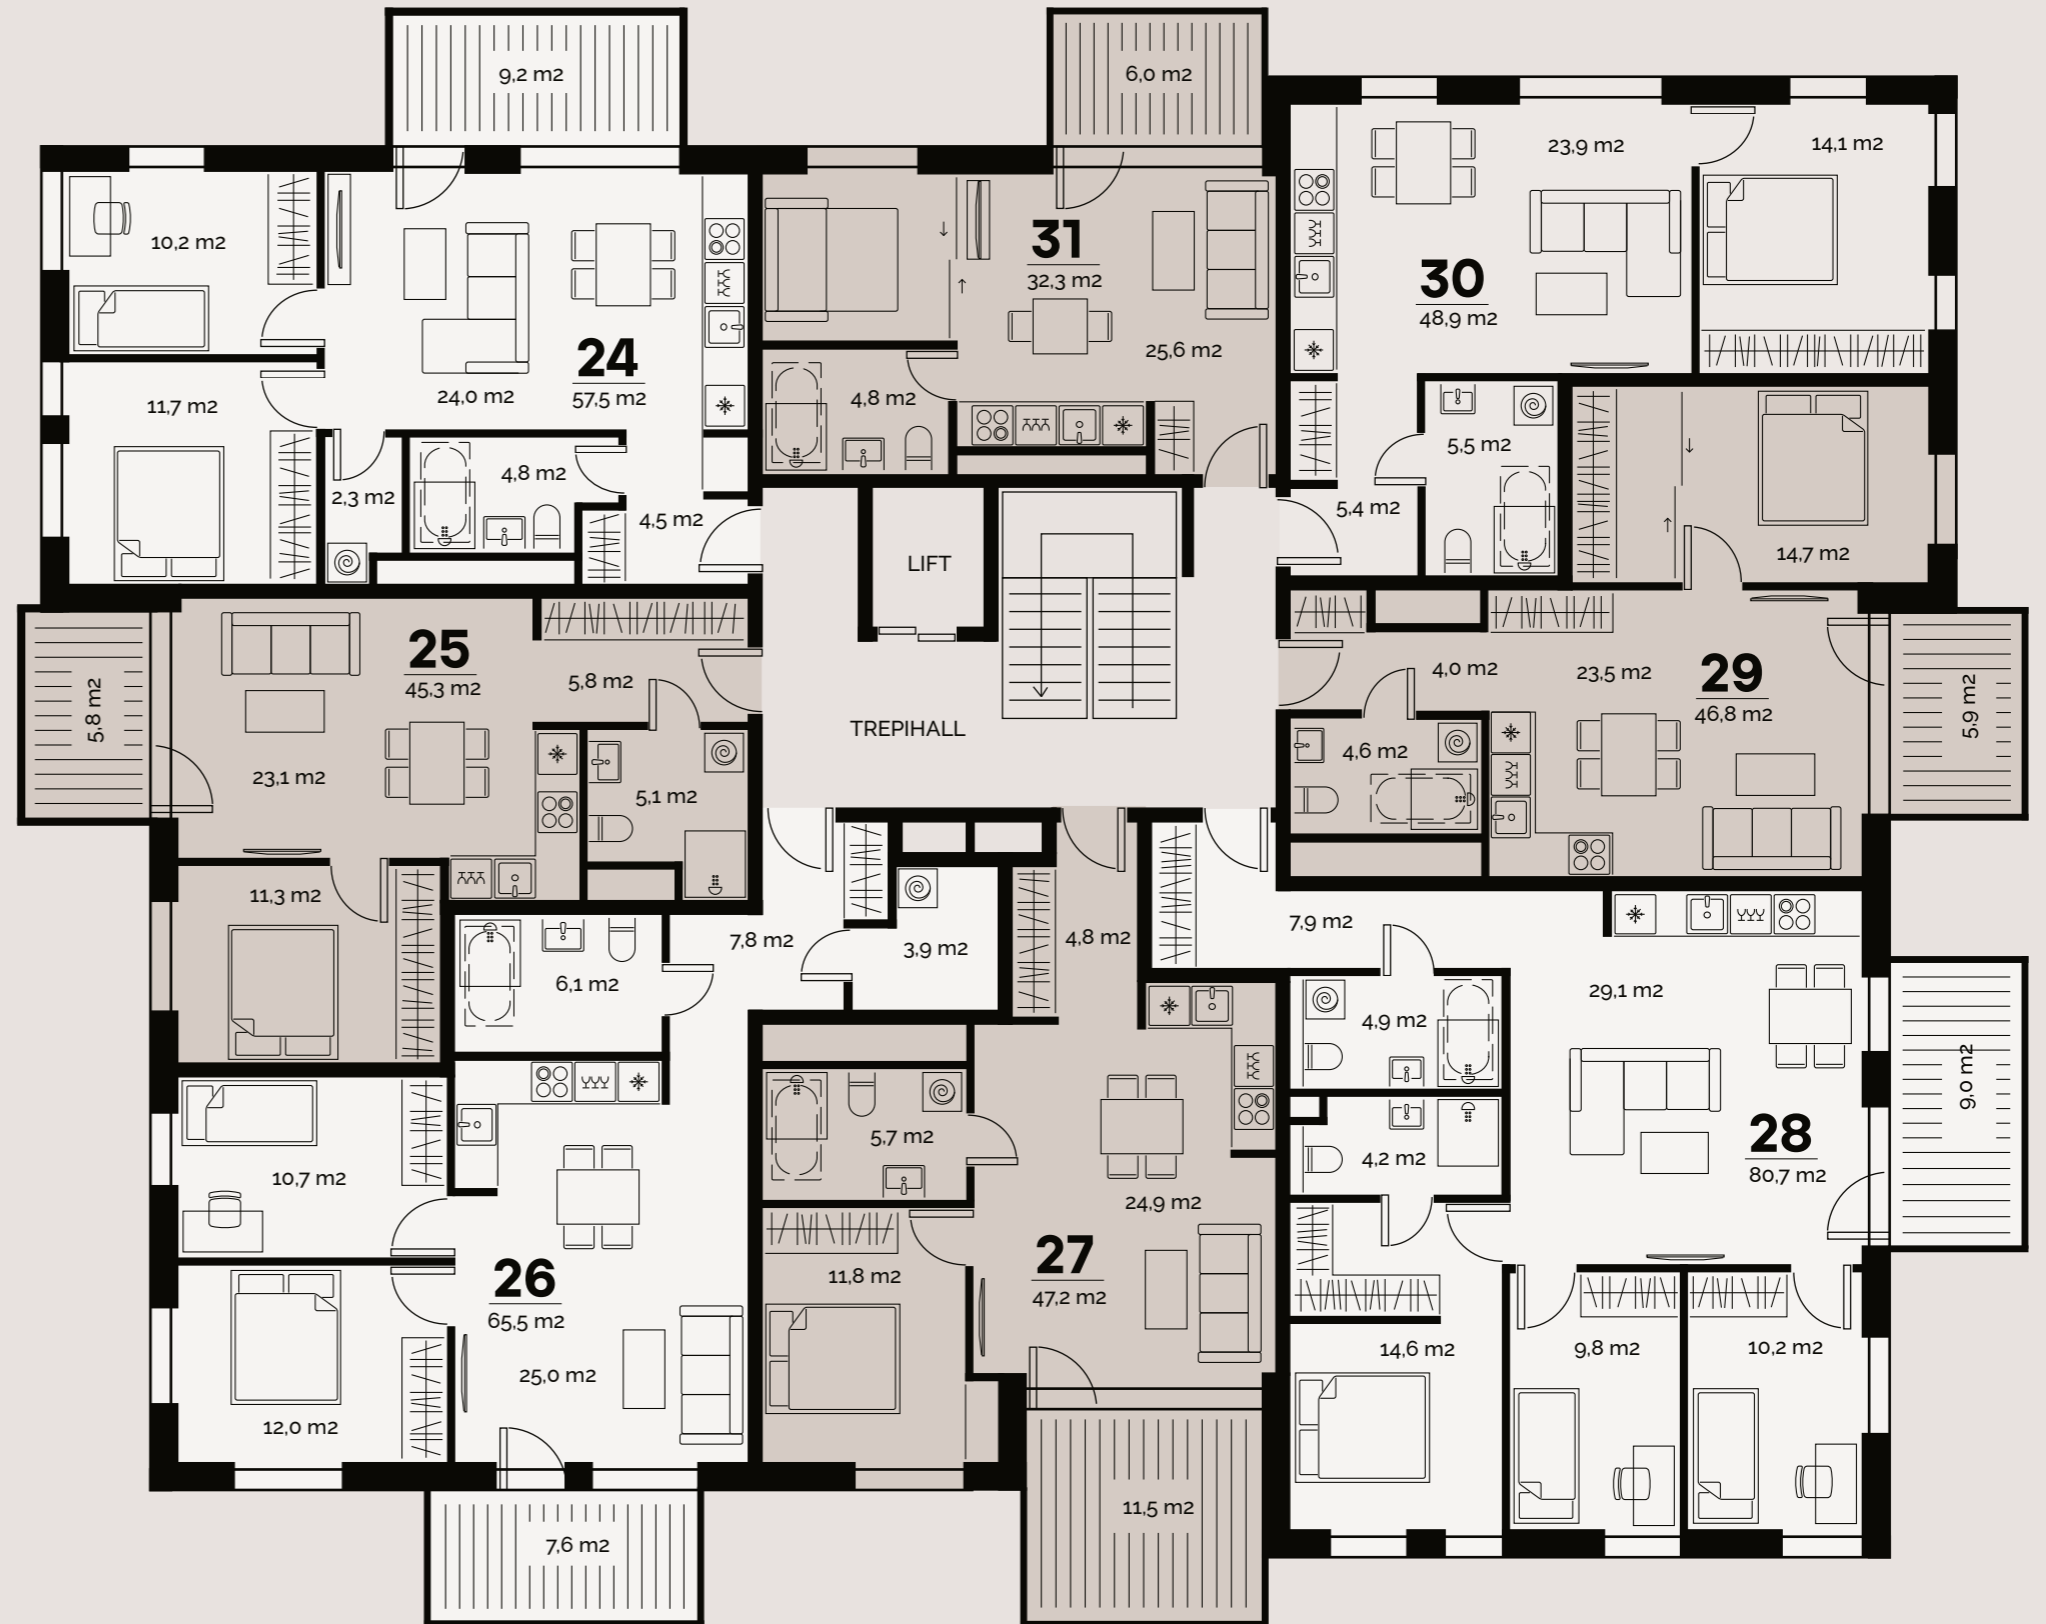 9,2 m2
6,0 m2
10,2 m2
24
57,5 m2
24,0 m2
11,7 m2
2,3 m2
4,8 m2
4,5 m2
31
32,3 m2
25,6 m2
4,8 m2
23,9 m2
14,1 m2
30
48,9 m2
5,5 m2
5,4 m2
14,7 m2
LIFT
TREPIHALL
25
45,3 m2
5,8 m2
5,8 m2
23,1 m2
5,1 m2
11,3 m2
4,0 m2
23,5 m2
29
46,8 m2
5,9 m2
4,6 m2
7,8 m2
3,9 m2
6,1 m2
10,7 m2
26
65,5 m2
25,0 m2
12,0 m2
7,6 m2
4,8 m2
5,7 m2
24,9 m2
27
47,2 m2
11,8 m2
11,5 m2
7,9 m2
29,1 m2
4,9 m2
4,2 m2
28
80,7 m2
9,0 m2
14,6 m2
9,8 m2
10,2 m2